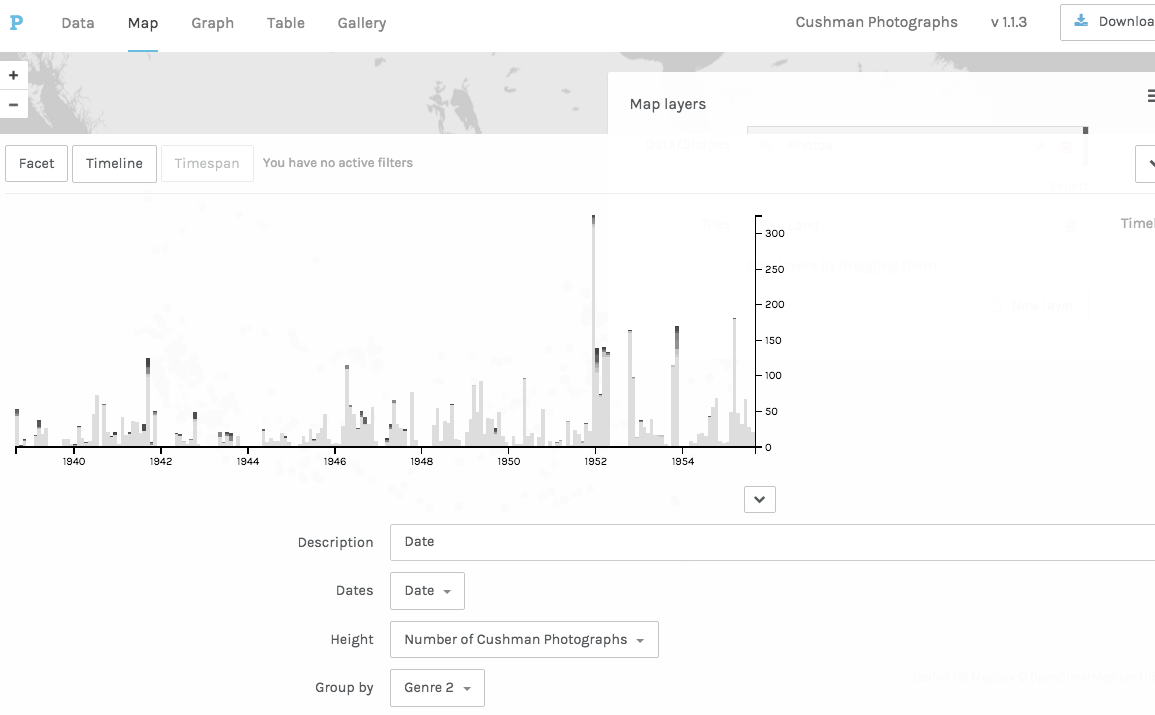 P Data Map Graph Table Gallery Cushman Photographs v 1.1.3 Downloa
+
−
Map layers
Facet Timeline Timespan You have no active filters
Timel
300
250
200
150
100
50
0
1940 1942 1944 1946 1948 1950 1952 1954
Description Date
Dates Date
Height Number of Cushman Photographs
Group by Genre 2